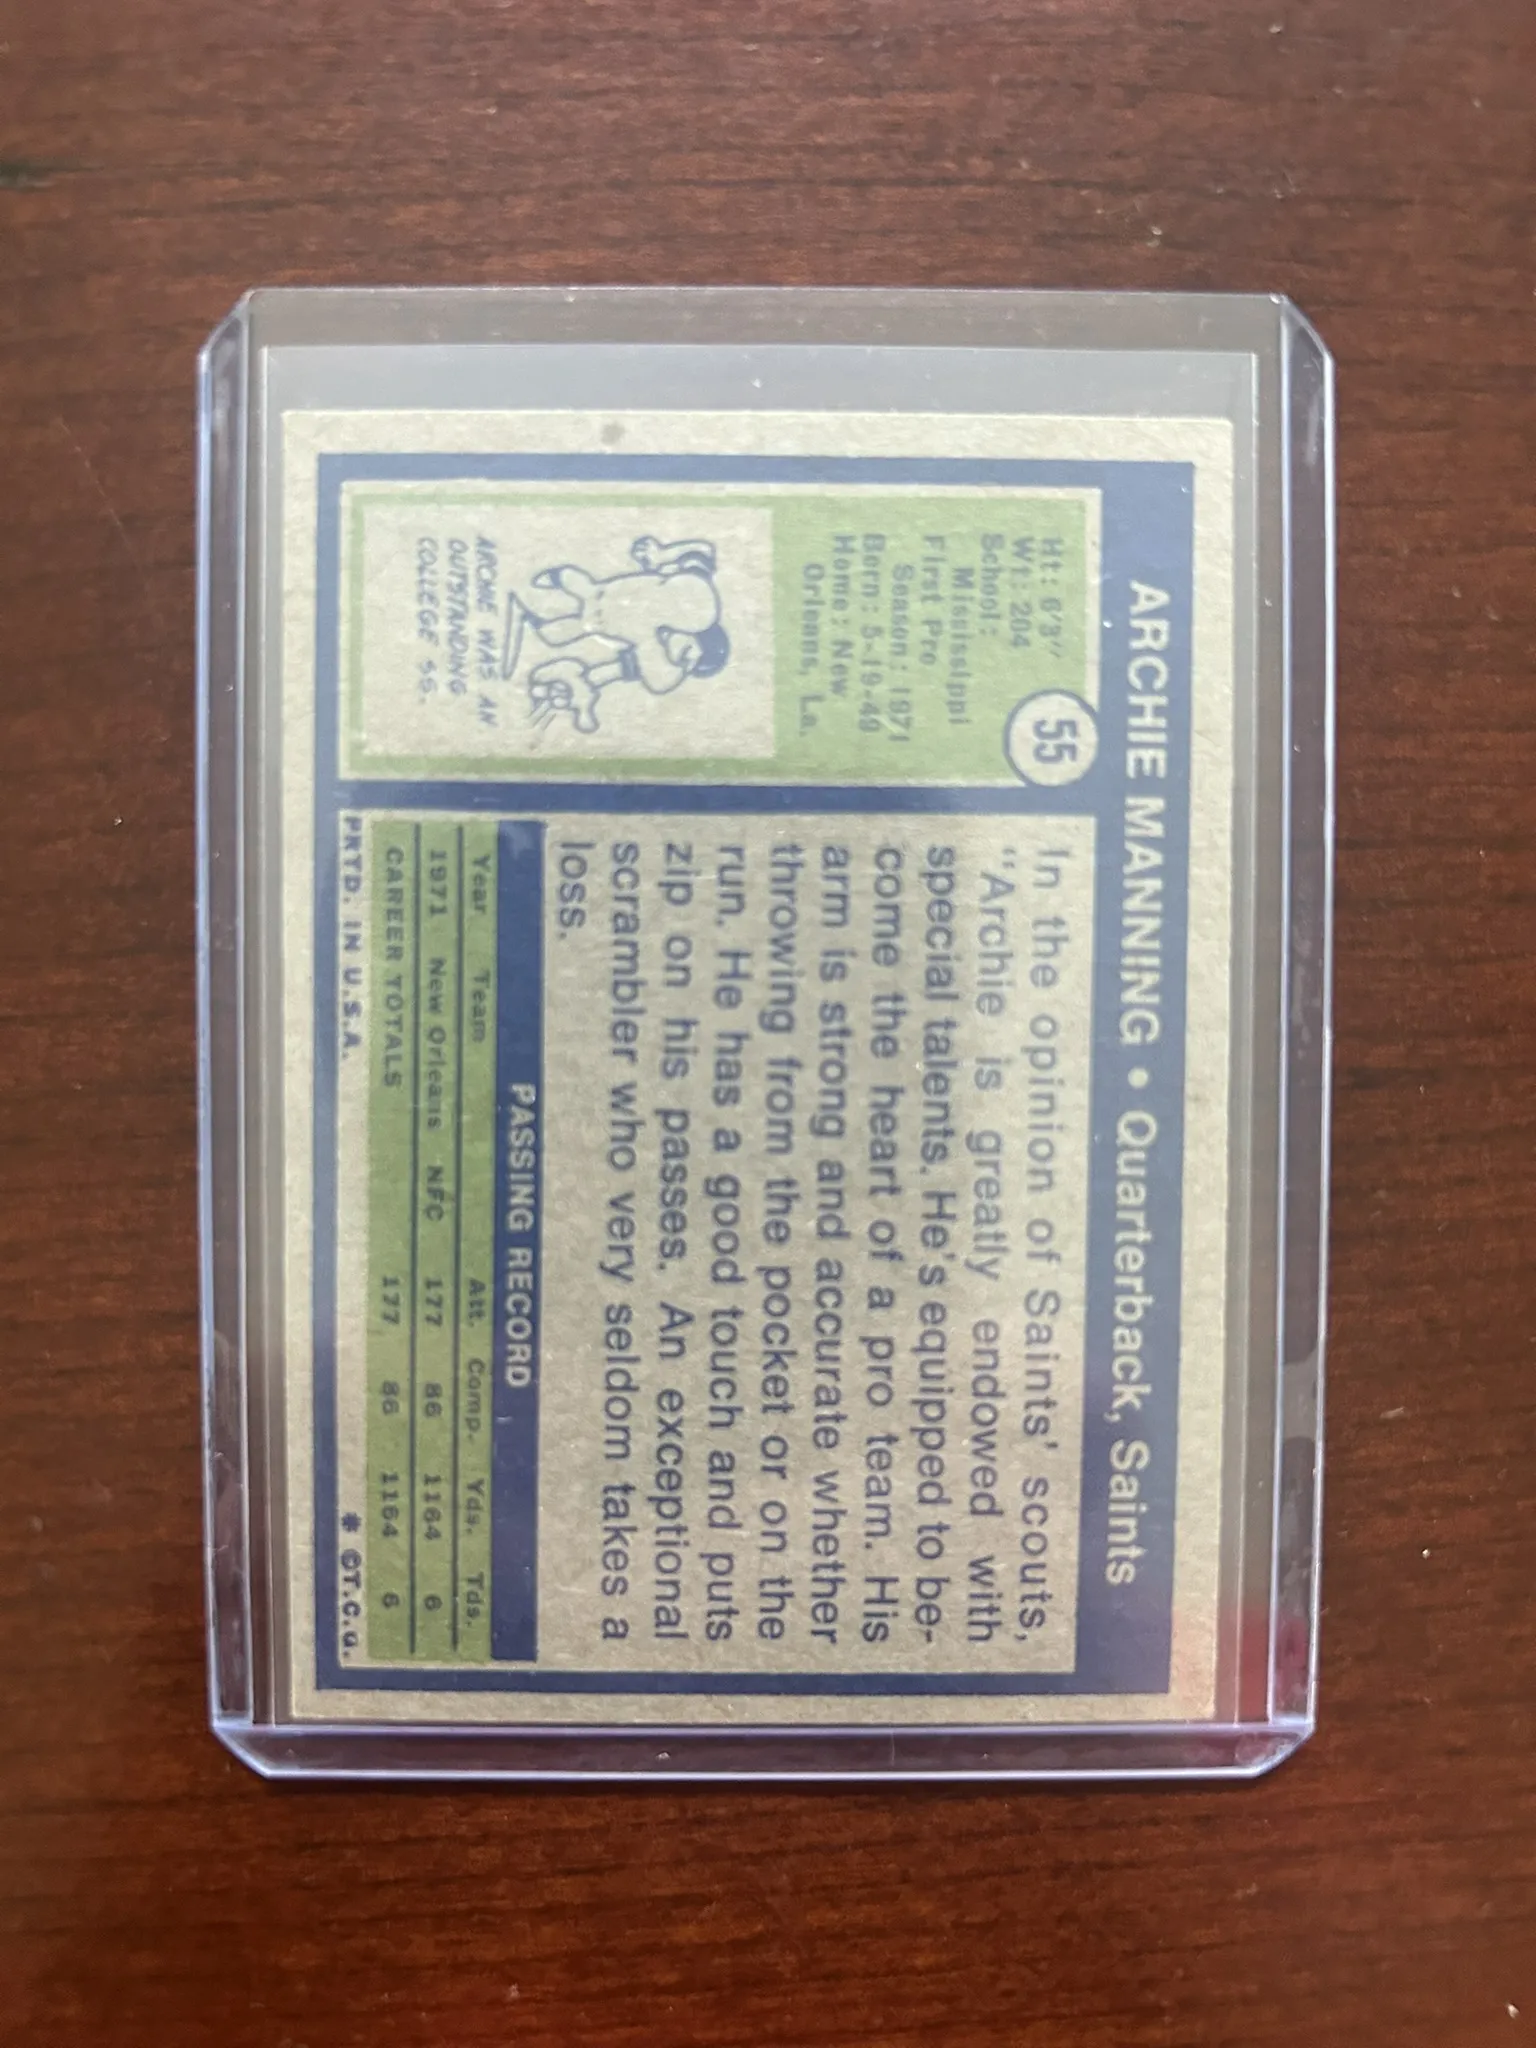 ARCHIE MANNING • Quarterback, Saints
55
Ht: 6'3"
Wt: 204
School:
Mississippi
First Pro
Season: 1971
Born: 5-19-49
Home: New
Orleans, La.
ARCHIE WAS AN
OUTSTANDING
COLLEGE SS.
In the opinion of Saints' scouts,
"Archie is greatly endowed with
special talents. He's equipped to be-
come the heart of a pro team. His
arm is strong and accurate whether
throwing from the pocket or on the
run. He has a good touch and puts
zip on his passes. An exceptional
scrambler who very seldom takes a
loss.
PASSING RECORD
Year Team Att. Comp. Yds. Tds.
1971 New Orleans NFC 177 86 1164 6
CAREER TOTALS 177 86 1164 6
PNTD. IN U.S.A. * ©T.C.G.